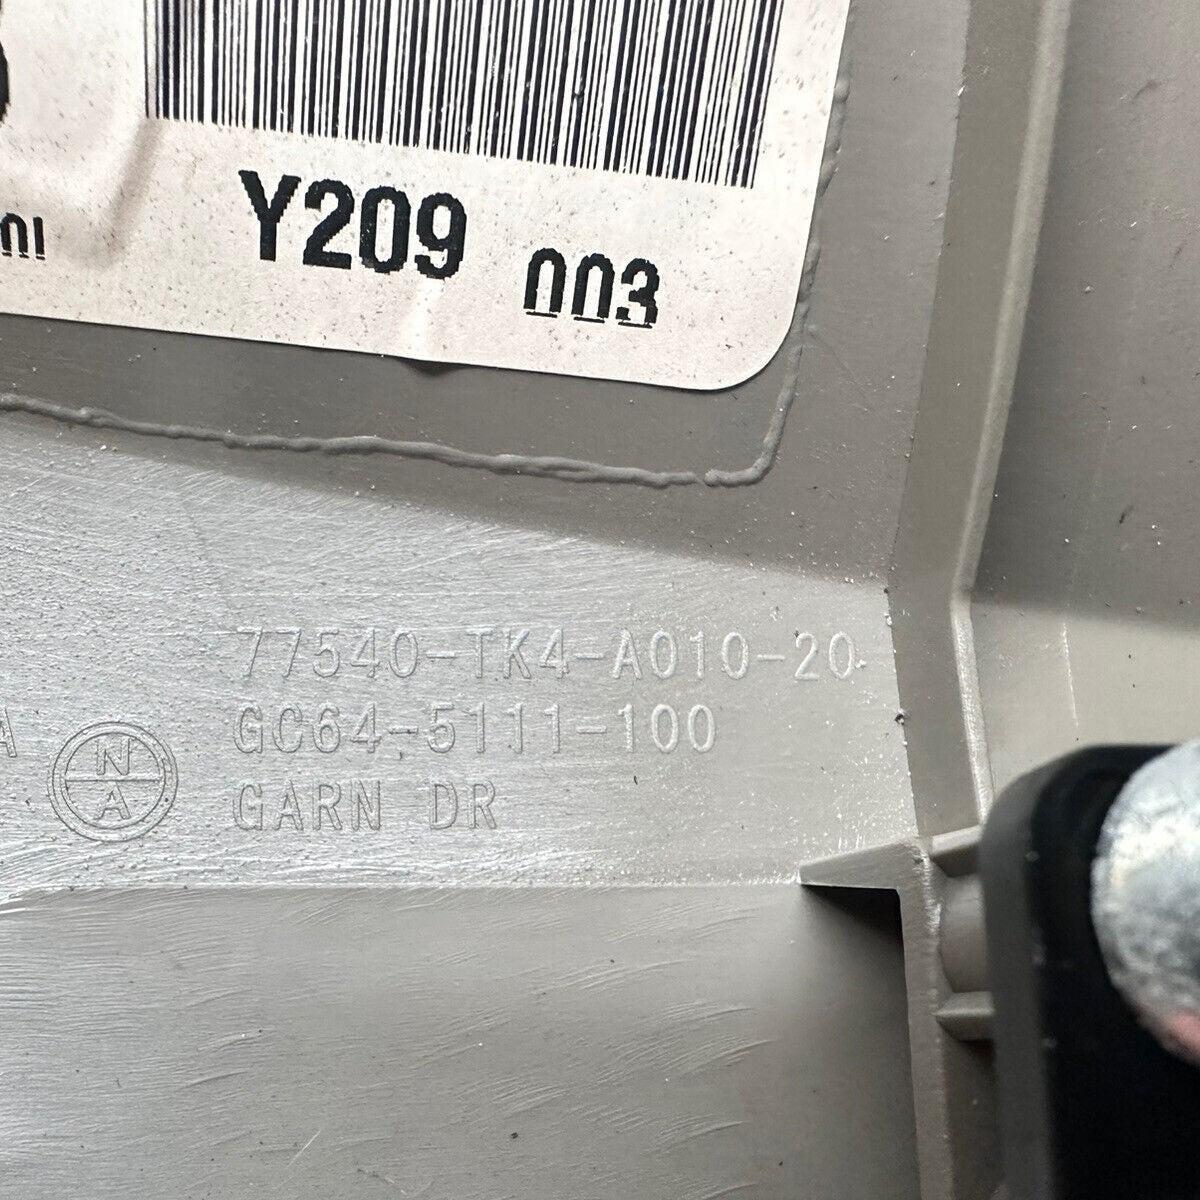 Y209 003
77540-TK4-A010-20
GC64-5111-100
N
A
GARN DR